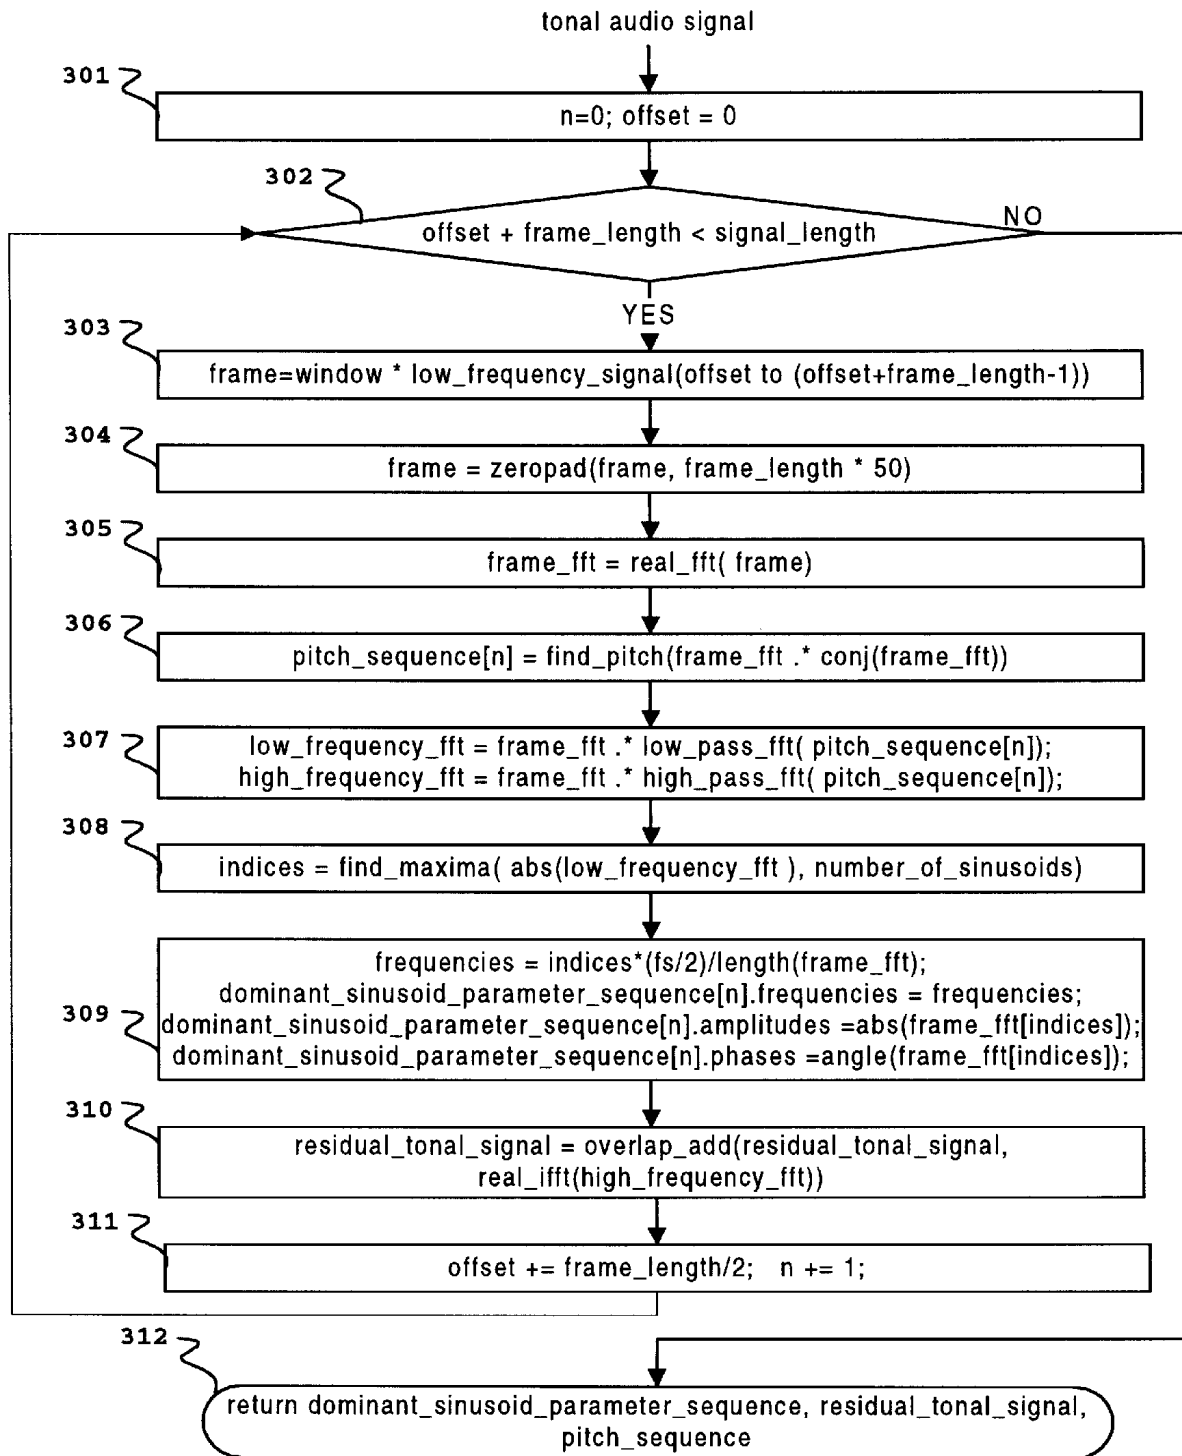 tonal audio signal
301
n=0; offset = 0
302
offset + frame_length < signal_length
NO
YES
303
frame=window * low_frequency_signal(offset to (offset+frame_length-1))
304
frame = zeropad(frame, frame_length * 50)
305
frame_fft = real_fft( frame)
306
pitch_sequence[n] = find_pitch(frame_fft .* conj(frame_fft))
307
low_frequency_fft = frame_fft .* low_pass_fft( pitch_sequence[n]);
high_frequency_fft = frame_fft .* high_pass_fft( pitch_sequence[n]);
308
indices = find_maxima( abs(low_frequency_fft ), number_of_sinusoids)
309
frequencies = indices*(fs/2)/length(frame_fft);
dominant_sinusoid_parameter_sequence[n].frequencies = frequencies;
dominant_sinusoid_parameter_sequence[n].amplitudes =abs(frame_fft[indices]);
dominant_sinusoid_parameter_sequence[n].phases =angle(frame_fft[indices]);
310
residual_tonal_signal = overlap_add(residual_tonal_signal,
real_ifft(high_frequency_fft))
311
offset += frame_length/2; n += 1;
312
return dominant_sinusoid_parameter_sequence, residual_tonal_signal,
pitch_sequence